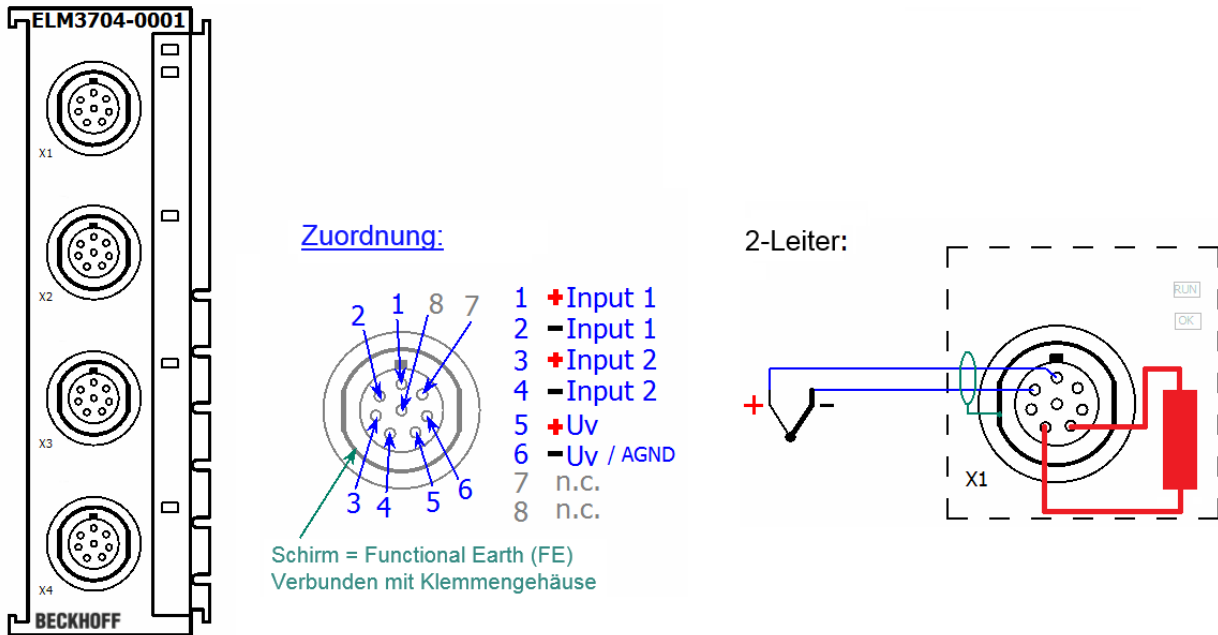 ELM3704-0001
X1
X2
X3
X4
BECKHOFF
Zuordnung:
1 8 7
2
3 4 5 6
1 +Input 1
2 -Input 1
3 +Input 2
4 -Input 2
5 +Uv
6 -Uv / AGND
7 n.c.
8 n.c.
Schirm = Functional Earth (FE)
Verbunden mit Klemmengehäuse
2-Leiter:
RUN
OK
+ -
X1